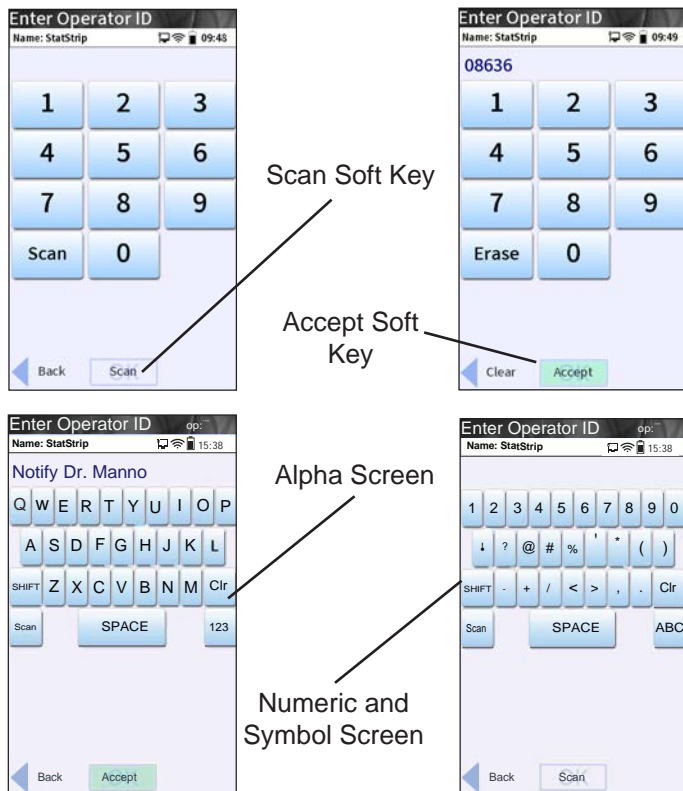 Enter Operator ID
Name: StatStrip 09:48
1 2 3
4 5 6
7 8 9
Scan 0
Back Scan
Enter Operator ID
Name: StatStrip 09:49
08636
1 2 3
4 5 6
7 8 9
Erase 0
Clear Accept
Scan Soft Key
Accept Soft
Key
Enter Operator ID op:
Name: StatStrip 15:38
Notify Dr. Manno
Q W E R T Y U I O P
A S D F G H J K L
SHIFT Z X C V B N M Clr
Scan SPACE 123
Back Accept
Enter Operator ID op:
Name: StatStrip 15:38
1 2 3 4 5 6 7 8 9 0
↓ ? @ # % ' * ( )
SHIFT - + / < > , . Clr
Scan SPACE ABC
Back Scan
Alpha Screen
Numeric and
Symbol Screen